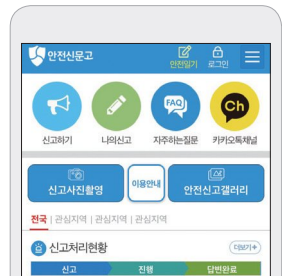 안전신문고
안전일기 로그인
FAQ Ch
신고하기 나의신고 자주하는질문 카카오톡채널
신고사진촬영 이용안내 안전신고갤러리
전국 | 관심지역 | 관심지역 | 관심지역
신고처리현황 더보기+
신고 진행 답변완료